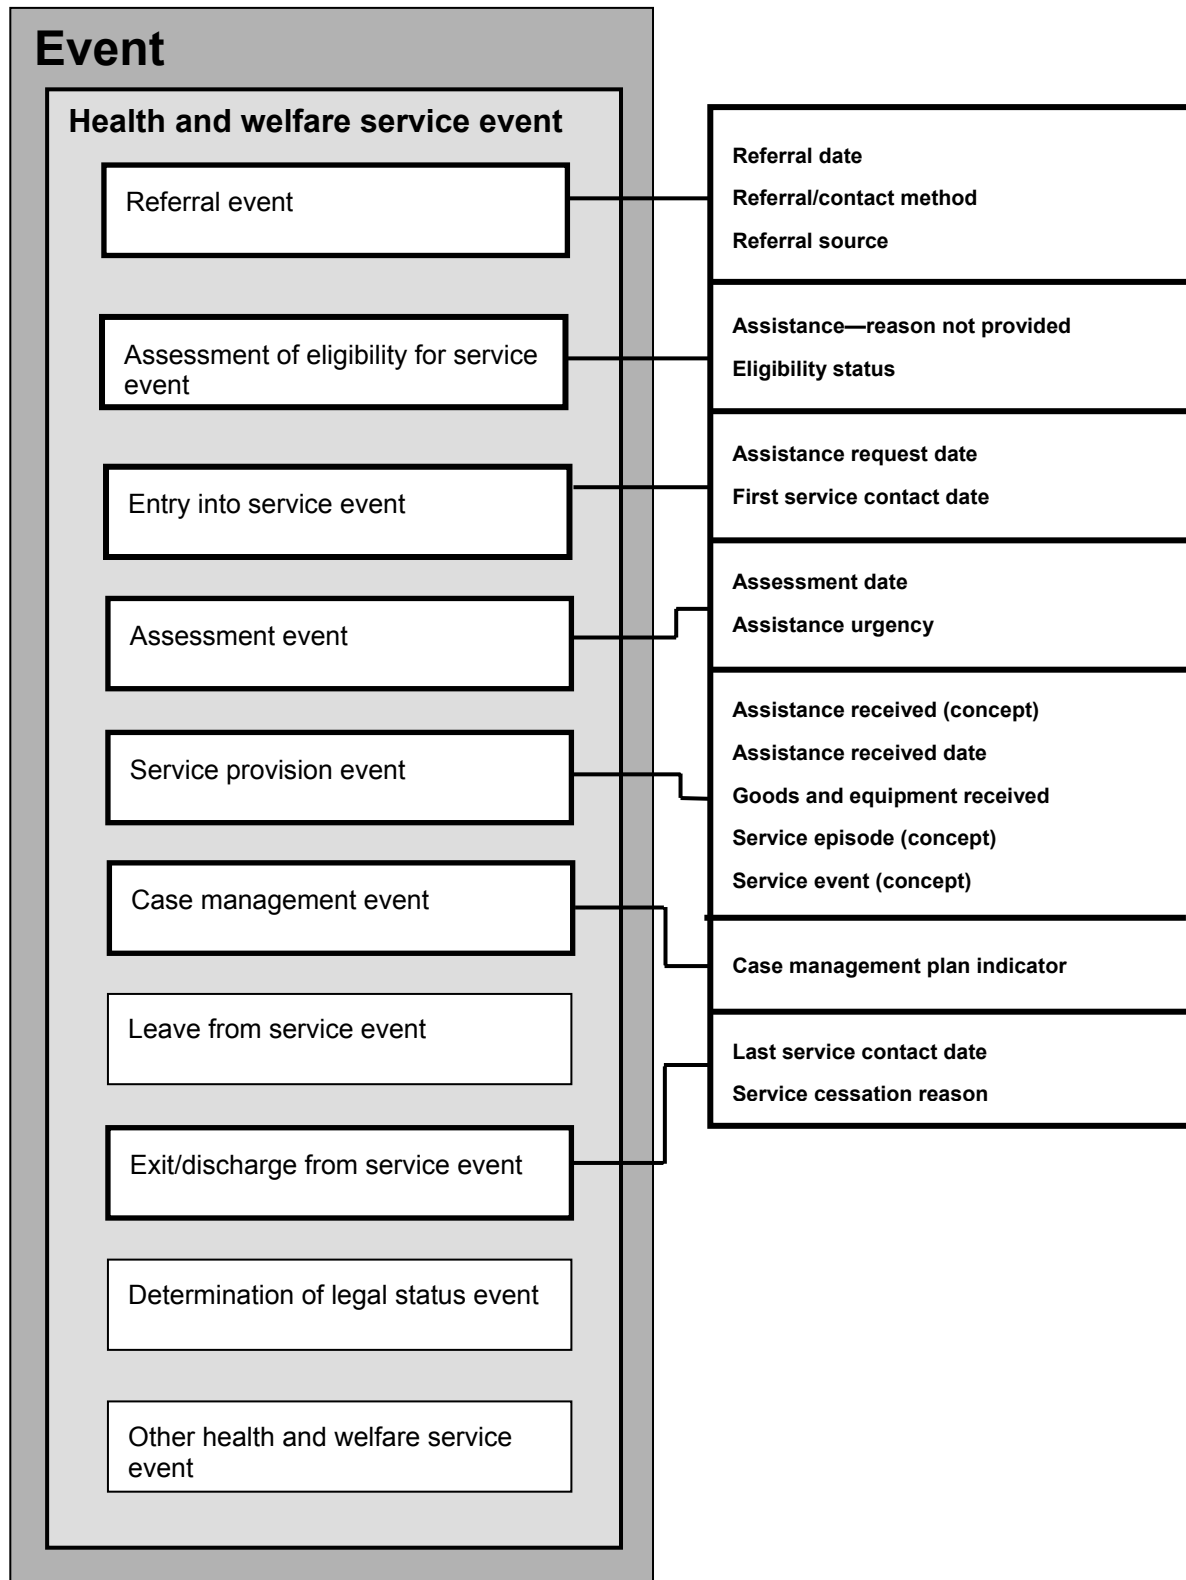 Event
Health and welfare service event
Referral event
Assessment of eligibility for service
event
Entry into service event
Assessment event
Service provision event
Case management event
Leave from service event
Exit/discharge from service event
Determination of legal status event
Other health and welfare service
event
Referral date
Referral/contact method
Referral source
Assistance—reason not provided
Eligibility status
Assistance request date
First service contact date
Assessment date
Assistance urgency
Assistance received (concept)
Assistance received date
Goods and equipment received
Service episode (concept)
Service event (concept)
Case management plan indicator
Last service contact date
Service cessation reason